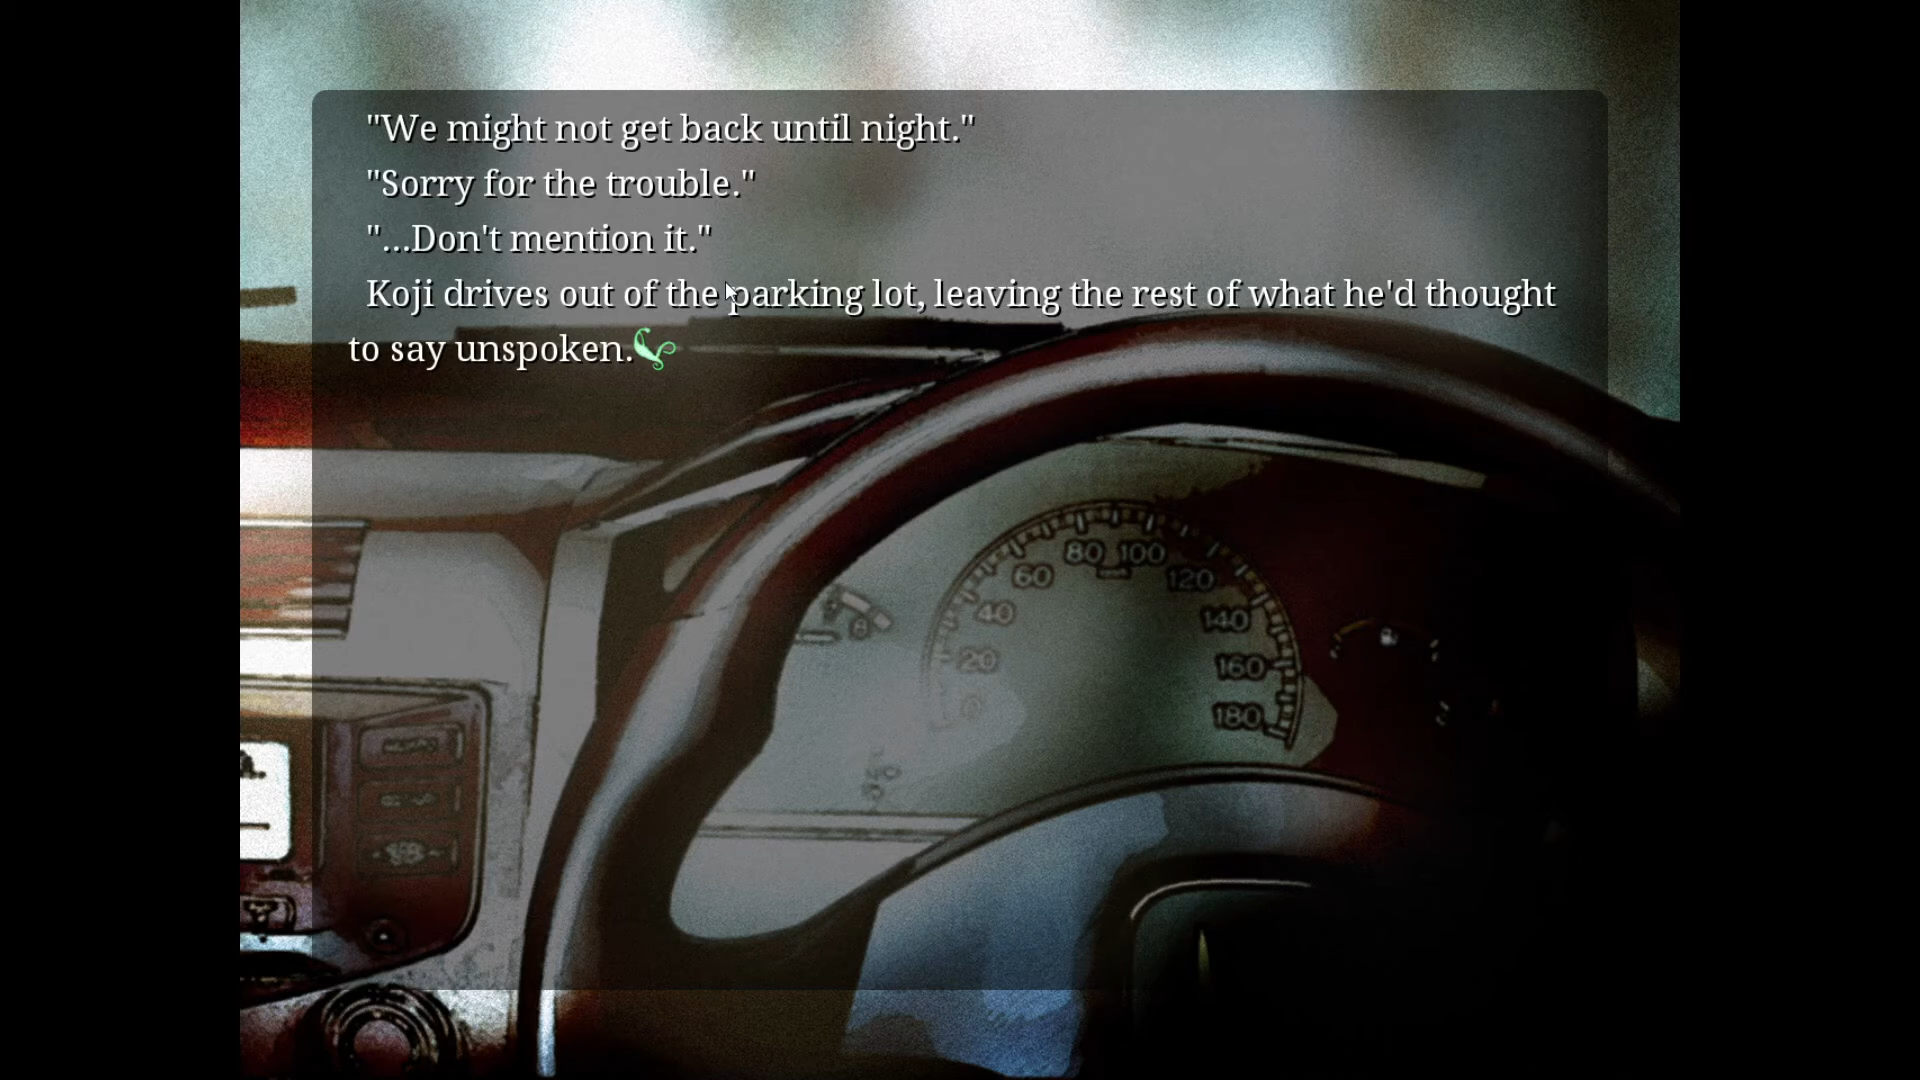 "We might not get back until night."
"Sorry for the trouble."
"...Don't mention it."
Koji drives out of the parking lot, leaving the rest of what he'd thought
to say unspoken.
80 100
60 120
40 140
20 160
0 180